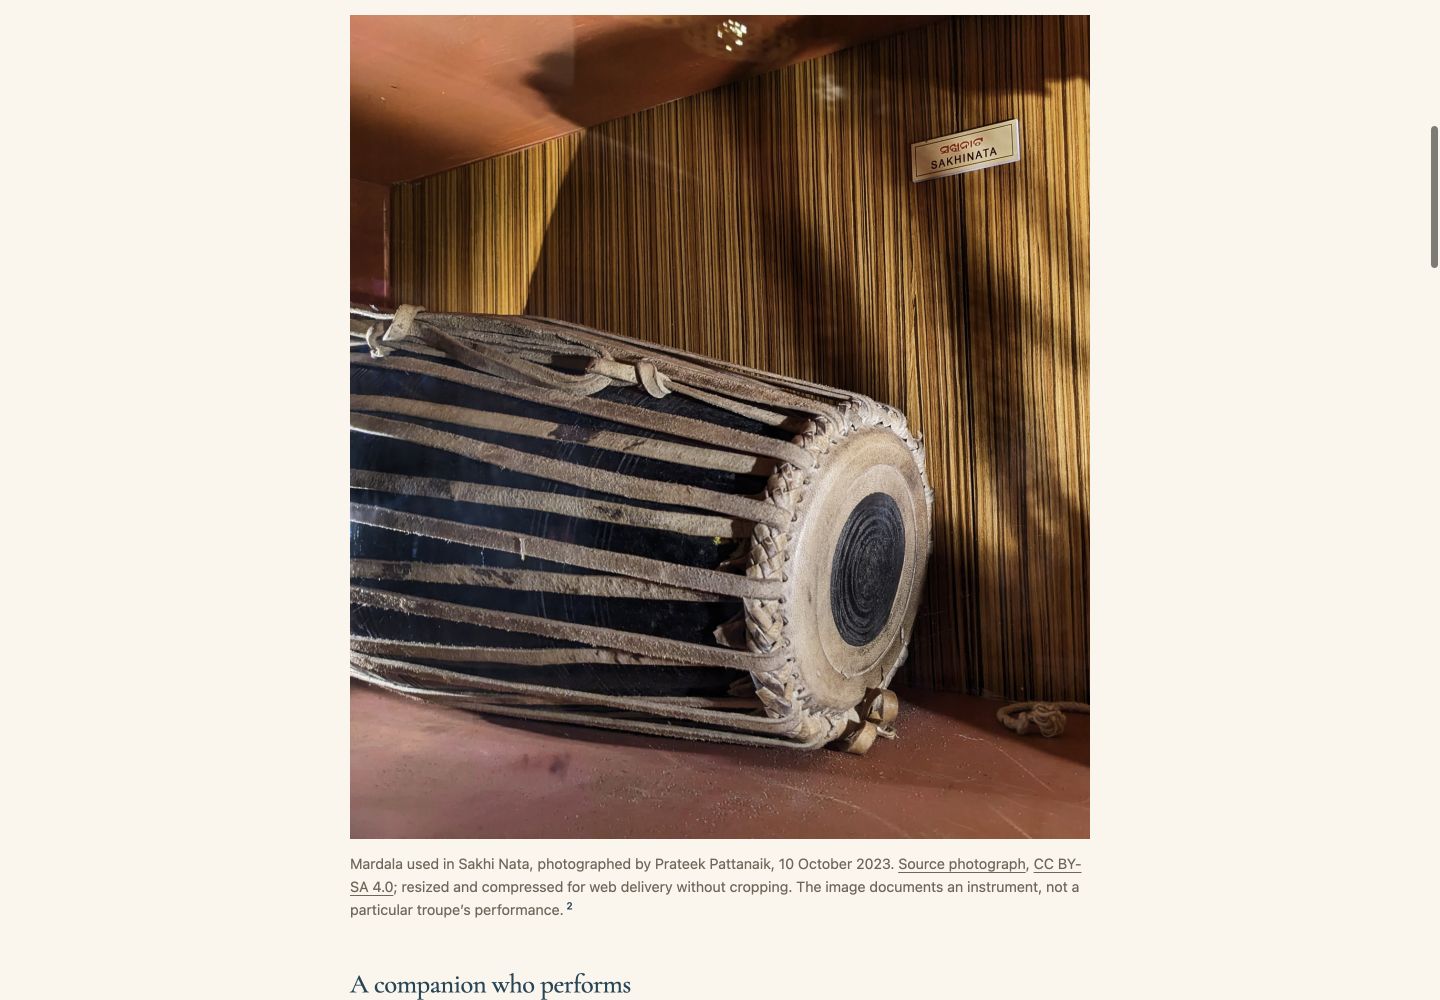 ସଖୀନାଟ
SAKHINATA
Mardala used in Sakhi Nata, photographed by Prateek Pattanaik, 10 October 2023. Source photograph, CC BY-
SA 4.0; resized and compressed for web delivery without cropping. The image documents an instrument, not a
particular troupe’s performance. 2
A companion who performs